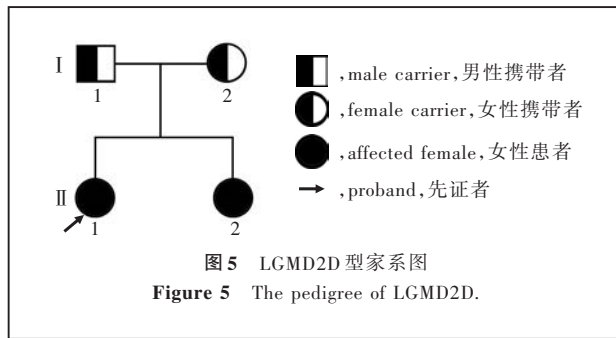 I
1
2
,male carrier,男性携带者
,female carrier,女性携带者
,affected female,女性患者
,proband,先证者
II
1
2
图5 LGMD2D型家系图
Figure 5 The pedigree of LGMD2D.